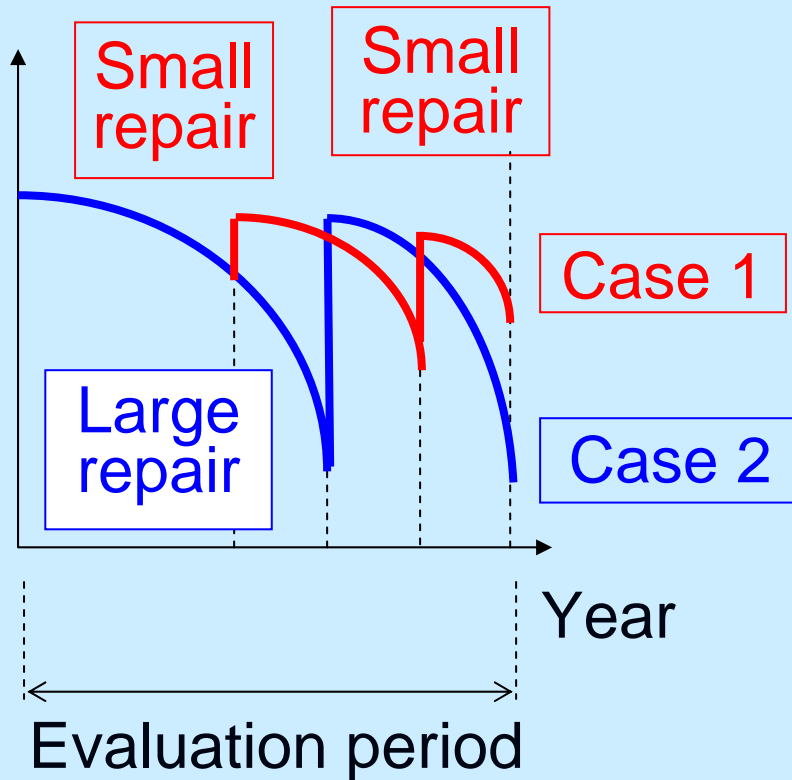 Small
repair
Small
repair
Case 1
Large
repair
Case 2
Year
Evaluation period